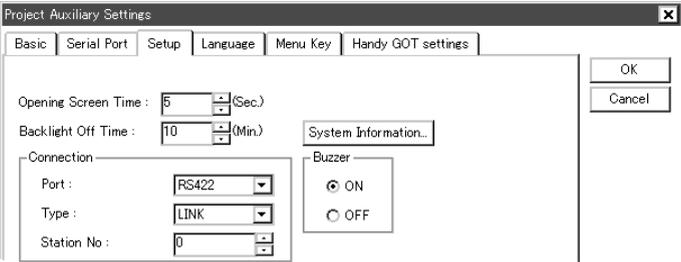 Project Auxiliary Settings
Basic Serial Port Setup Language Menu Key Handy GOT settings
OK
Cancel
Opening Screen Time : 5 (Sec.)
Backlight Off Time : 10 (Min.) System Information...
Connection Buzzer
Port : RS422 ON
Type : LINK OFF
Station No : 0